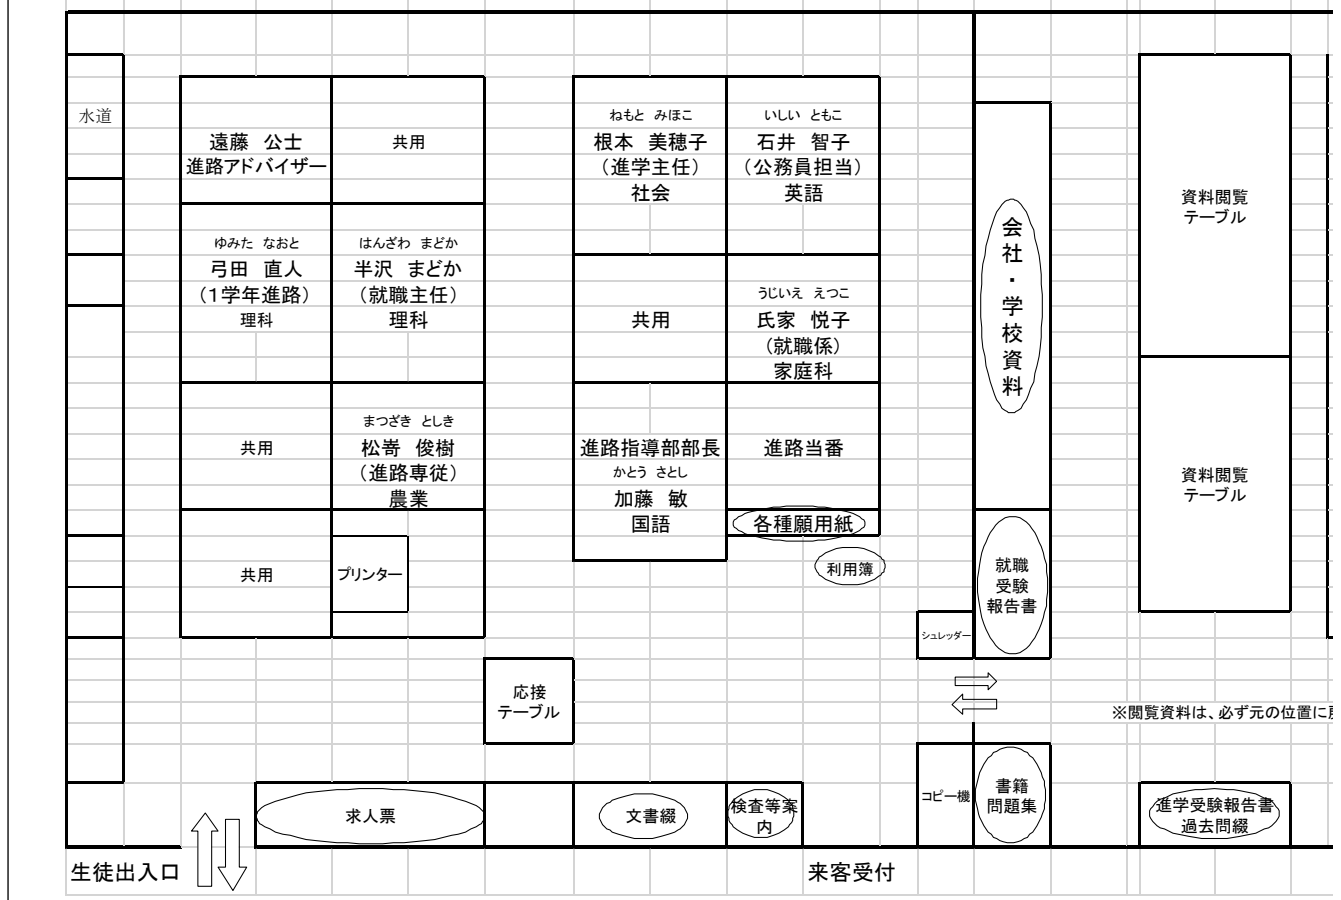 水道
遠藤　公士
進路アドバイザー
共用
ねもと　みほこ
根本　美穂子
（進学主任）
社会
いしい　ともこ
石井　智子
（公務員担当）
英語
ゆみた　なおと
弓田　直人
（１学年進路）
理科
はんざわ　まどか
半沢　まどか
（就職主任）
理科
共用
うじいえ　えつこ
氏家　悦子
（就職係）
家庭科
会社・学校資料
資料閲覧
テーブル
共用
まつざき　としき
松嵜　俊樹
（進路専従）
農業
進路指導部部長
かとう　さとし
加藤　敏
国語
進路当番
各種願用紙
利用簿
資料閲覧
テーブル
共用
プリンター
就職
受験
報告書
シュレッダー
応接
テーブル
※閲覧資料は、必ず元の位置に
求人票
文書綴
検査等案
内
コピー機
書籍
問題集
進学受験報告書
過去問綴
生徒出入口
来客受付